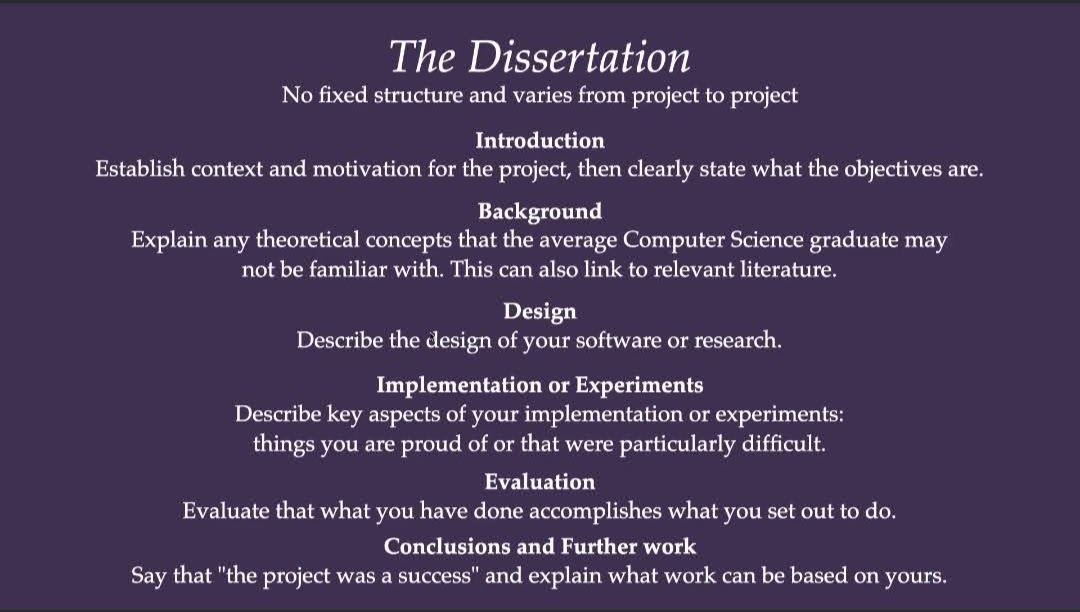 The Dissertation
No fixed structure and varies from project to project
Introduction
Establish context and motivation for the project, then clearly state what the objectives are.
Background
Explain any theoretical concepts that the average Computer Science graduate may
not be familiar with. This can also link to relevant literature.
Design
Describe the design of your software or research.
Implementation or Experiments
Describe key aspects of your implementation or experiments:
things you are proud of or that were particularly difficult.
Evaluation
Evaluate that what you have done accomplishes what you set out to do.
Conclusions and Further work
Say that "the project was a success" and explain what work can be based on yours.